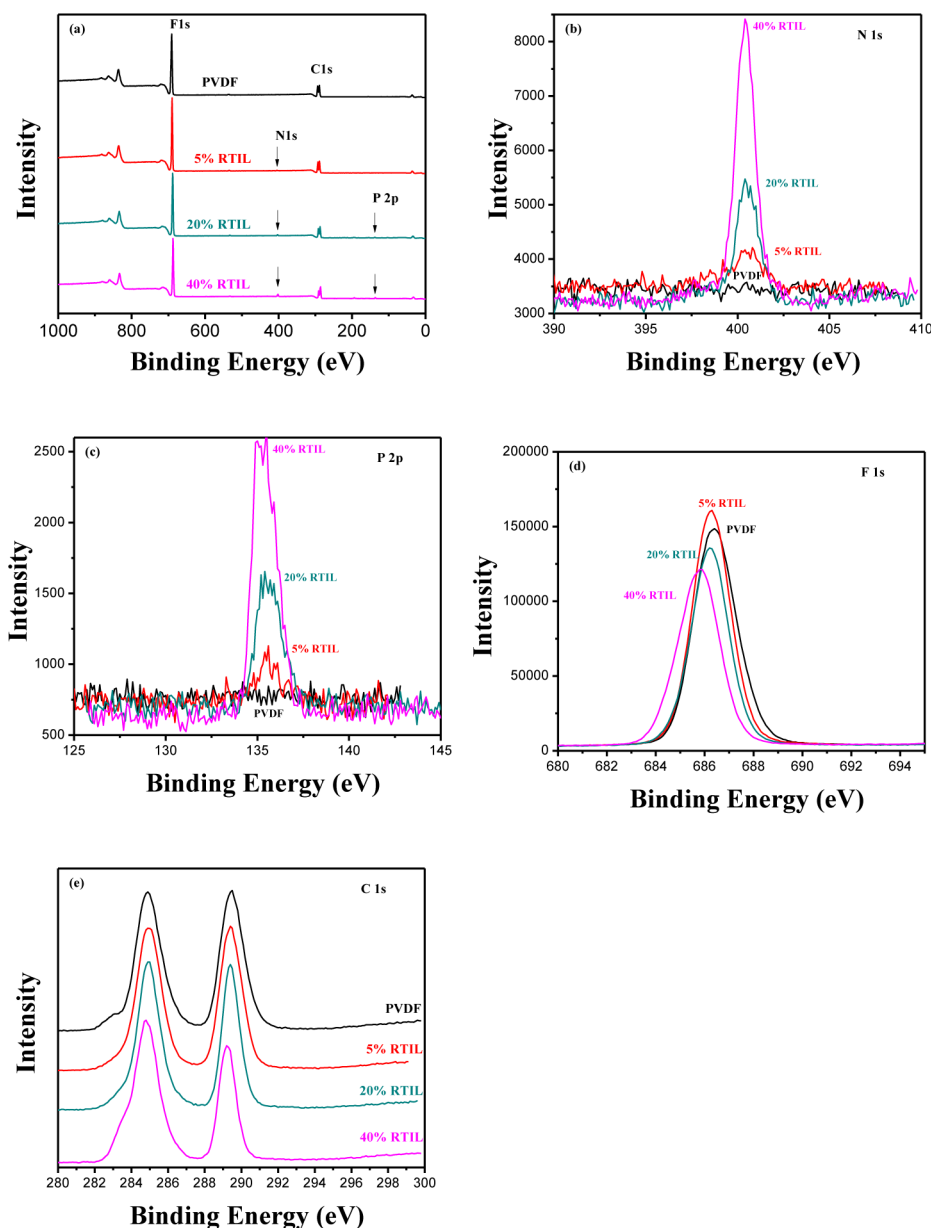 (a)
F1s
PVDF
C1s
N1s
5% RTIL
P 2p
20% RTIL
40% RTIL
Intensity
1000 800 600 400 200 0
Binding Energy (eV)
(b)
40% RTIL
N 1s
20% RTIL
5% RTIL
PVDF
8000
7000
6000
5000
4000
3000
Intensity
390 395 400 405 410
Binding Energy (eV)
(c)
40% RTIL
P 2p
20% RTIL
5% RTIL
PVDF
2500
2000
1500
1000
500
Intensity
125 130 135 140 145
Binding Energy (eV)
(d)
F 1s
5% RTIL
PVDF
20% RTIL
40% RTIL
200000
150000
100000
50000
0
Intensity
680 682 684 686 688 690 692 694
Binding Energy (eV)
(e)
C 1s
PVDF
5% RTIL
20% RTIL
40% RTIL
Intensity
280 282 284 286 288 290 292 294 296 298 300
Binding Energy (eV)